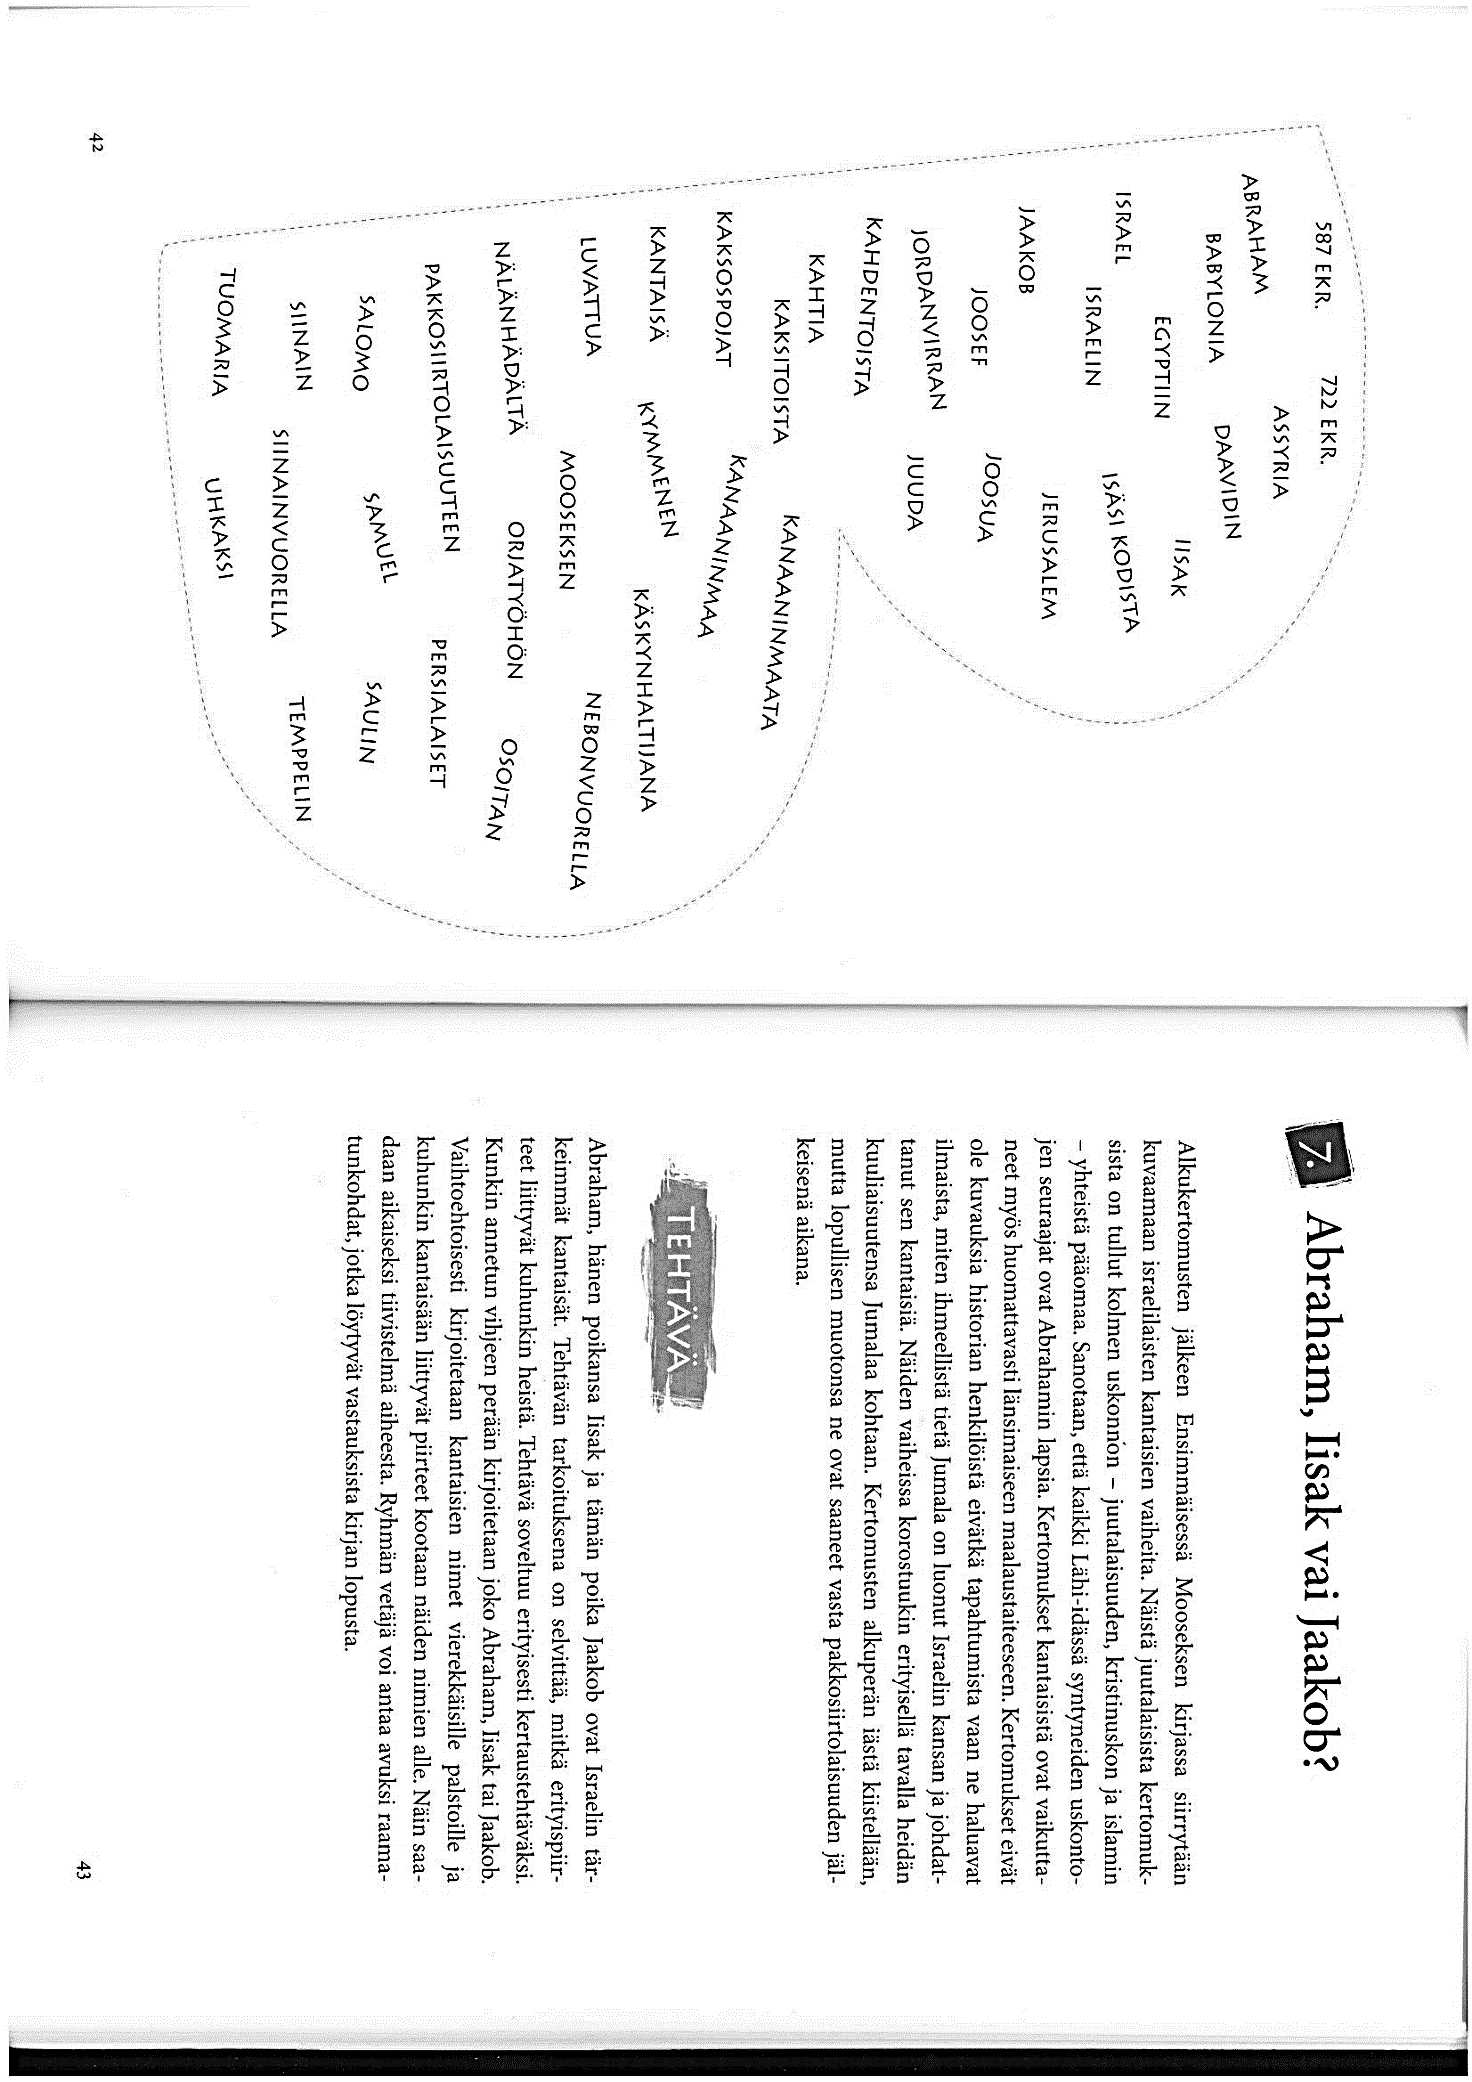 587 EKR. 722 EKR.
ABRAHAM ASSYRIA
BABYLONIA DAAVIDIN
EGYPTIIN IISAK
ISRAEL ISÄSI KODISTA
ISRAELIN JERUSALEM
JAAKOB
JOOSEF JOOSUA
JORDANVIRRAN JUUDA
KAHDENTOISTA
KAHTIA
KAKSITOISTA KANAANINMAATA
KAKSOSPOJAT KANAANINMAA
KANTAISÄ KYMMENEN KÄSKYNHALTIJANA
LUVATTUA MOOSEKSEN NEBONVUORELLA
NÄLÄNHÄDÄLTÄ ORJATYÖHÖN OSOITAN
PAKKOSIIRTOLAISUUTEEN PERSIALAISET
SALOMO SAMUEL SAULIN
SIINAIN SIINAINVUORELLA TEMPPELIN
TUOMARIA UHKAKSI
42
7. Abraham, Iisak vai Jaakob?
Alkukertomusten jälkeen Ensimmäisessä Mooseksen kirjassa siirrytään
kuvaamaan israelilaisten kantaisien vaiheita. Näistä juutalaisista kertomuk-
sista on tullut kolmen uskonnon – juutalaisuuden, kristinuskon ja islamin
– yhteistä pääomaa. Sanotaan, että kaikki Lähi-idässä syntyneiden uskonto-
jen seuraajat ovat Abrahamin lapsia. Kertomukset kantaisistä ovat vaikutta-
neet myös huomattavasti länsimaiseen maalaustaiteeseen. Kertomukset eivät
ole kuvauksia historian henkilöistä eivätkä tapahtumista vaan ne haluavat
ilmaista, miten ihmeellistä tietä Jumala on luonut Israelin kansan ja johdat-
tanut sen kantaisiä. Näiden vaiheissa korostuukin erityisellä tavalla heidän
kuuliaisuutensa Jumalaa kohtaan. Kertomusten alkuperän iästä kiistellään,
mutta lopullisen muotonsa ne ovat saaneet vasta pakkosiirtolaisuuden jäl-
keisenä aikana.
TEHTÄVÄ
Abraham, hänen poikansa Iisak ja tämän poika Jaakob ovat Israelin tär-
keimmät kantaisät. Tehtävän tarkoituksena on selvittää, mitkä erityispiir-
teet liittyvät kuhunkin heistä. Tehtävä soveltuu erityisesti kertaustehtäväksi.
Kunkin annetun vihjeen perään kirjoitetaan joko Abraham, Iisak tai Jaakob.
Vaihtoehtoisesti kirjoitetaan kantaisien nimet vierekkäisille palstoille ja
kuhunkin kantaisään liittyvät piirteet kootaan näiden nimien alle. Näin saa-
daan aikaiseksi tiivistelmä aiheesta. Ryhmän vetäjä voi antaa avuksi raama-
tunkohdat, jotka löytyvät vastauksista kirjan lopusta.
43